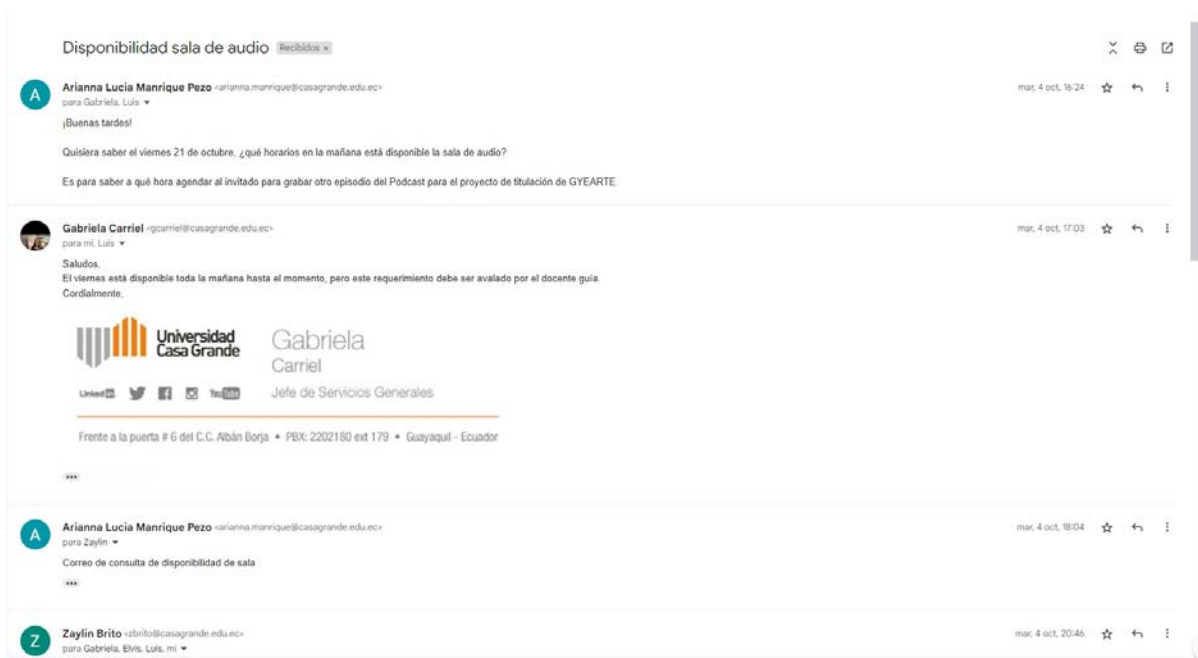 Disponibilidad sala de audio Recibidos x
Arianna Lucia Manrique Pezo <arianna.manrique@casagrande.edu.ec> mar, 4 oct, 16:24
para Gabriela, Luis
¡Buenas tardes!
Quisiera saber el viernes 21 de octubre, ¿qué horarios en la mañana está disponible la sala de audio?
Es para saber a qué hora agendar al invitado para grabar otro episodio del Podcast para el proyecto de titulación de GYEARTE.
Gabriela Carriel <gcarriel@casagrande.edu.ec> mar, 4 oct, 17:03
para mí, Luis
Saludos,
El viernes está disponible toda la mañana hasta el momento, pero este requerimiento debe ser avalado por el docente guía.
Cordialmente,
Universidad
Casa Grande
Gabriela
Carriel
Linked in YouTube Jefe de Servicios Generales
Frente a la puerta # 6 del C.C. Albán Borja • PBX: 2202180 ext 179 • Guayaquil - Ecuador
A Arianna Lucia Manrique Pezo <arianna.manrique@casagrande.edu.ec> mar, 4 oct, 18:04
para Zaylin
Correo de consulta de disponibilidad de sala
Z Zaylin Brito <zbrito@casagrande.edu.ec> mar, 4 oct, 20:46
para Gabriela, Elvis, Luis, mí